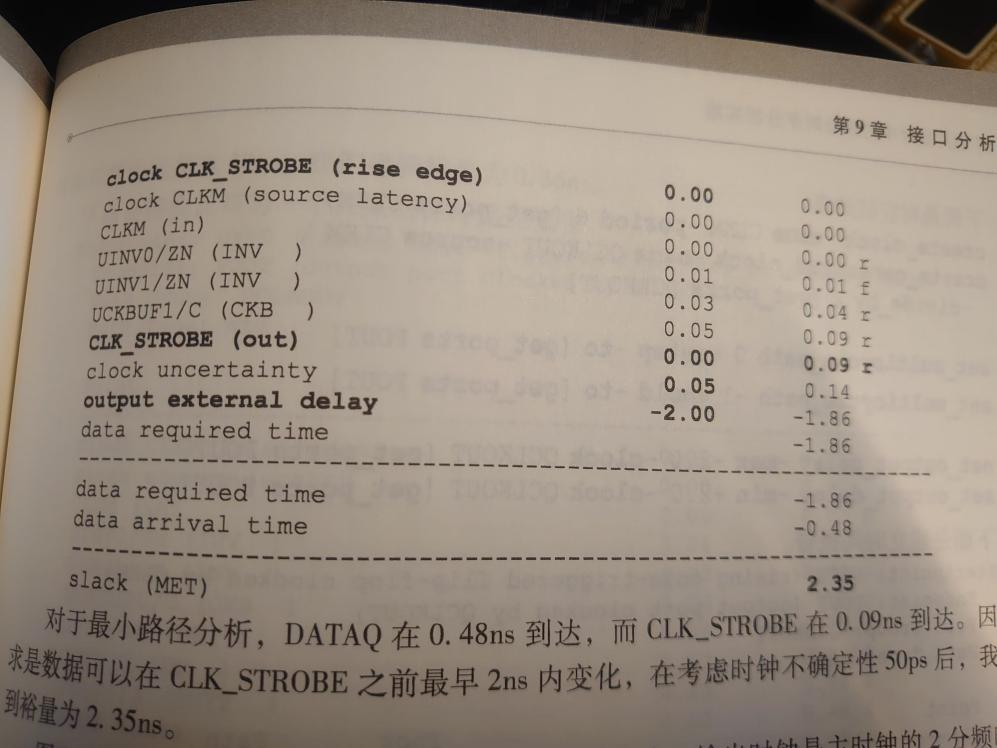 第9章 接口分析
clock CLK_STROBE (rise edge) 0.00 0.00
clock CLKM (source latency) 0.00 0.00
CLKM (in) 0.00 0.00 r
UINV0/ZN (INV ) 0.01 0.01 f
UINV1/ZN (INV ) 0.03 0.04 r
UCKBUF1/C (CKB ) 0.05 0.09 r
CLK_STROBE (out) 0.00 0.09 r
clock uncertainty 0.05 0.14
output external delay -2.00 -1.86
data required time -1.86
data required time -1.86
data arrival time -0.48
slack (MET) 2.35
对于最小路径分析，DATAQ 在 0.48ns 到达，而 CLK_STROBE 在 0.09ns 到达。因
求是数据可以在 CLK_STROBE 之前最早 2ns 内变化，在考虑时钟不确定性 50ps 后，我
到裕量为 2.35ns。
输出时钟是主时钟的 2 分频